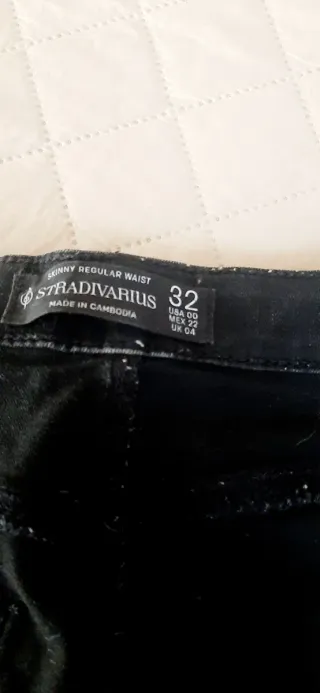 SKINNY REGULAR WAIST
STRADIVARIUS
MADE IN CAMBODIA
32
USA 00
MEX 22
UK 04